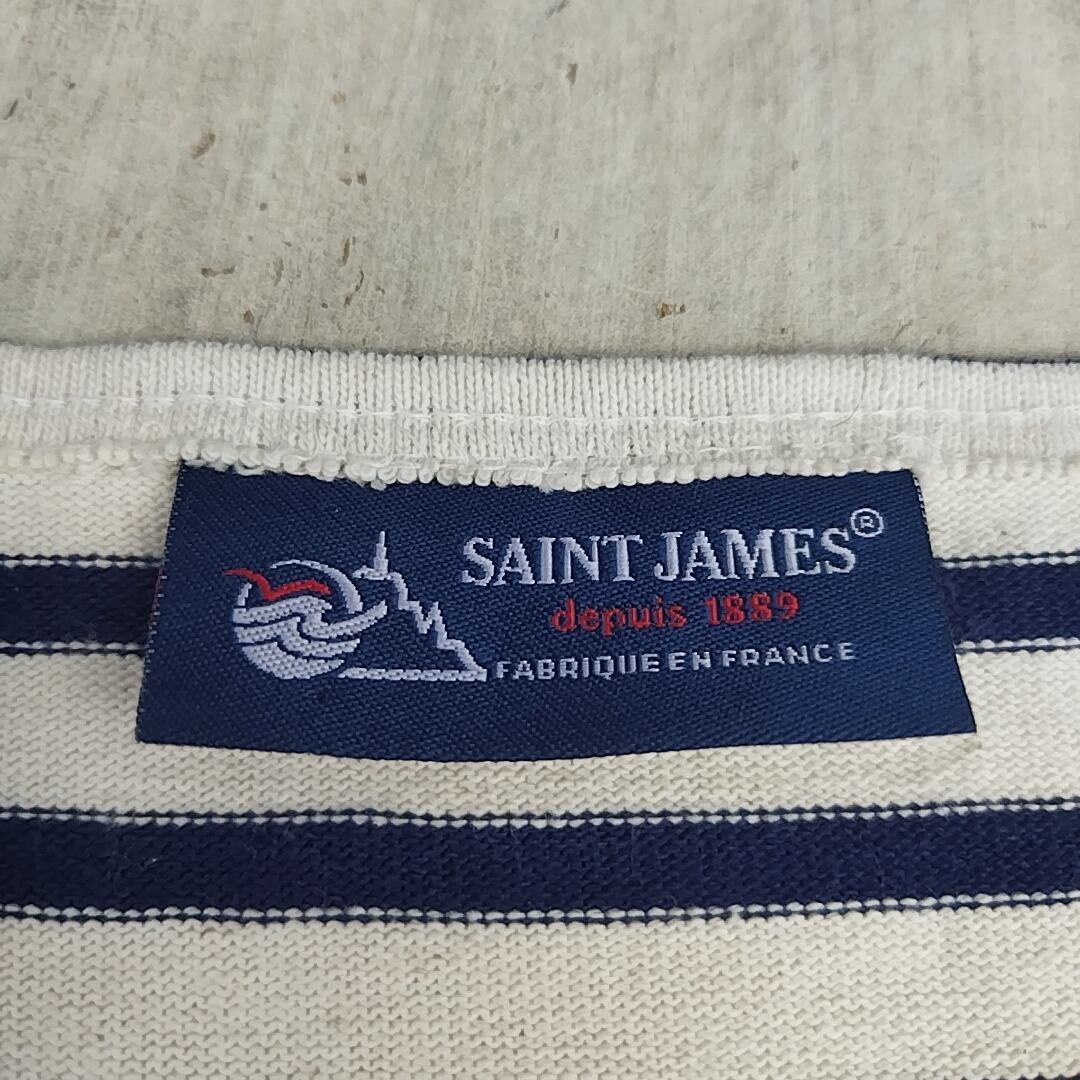 SAINT JAMES®
depuis 1889
FABRIQUE EN FRANCE